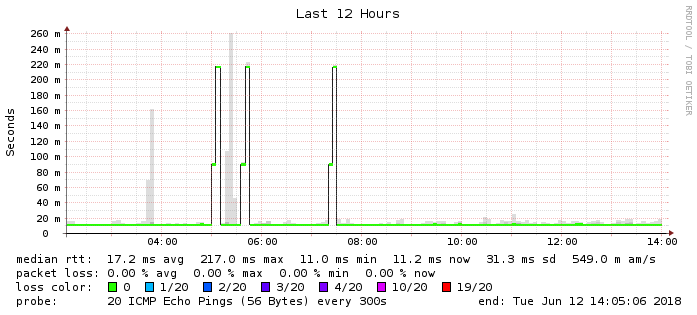 Last 12 Hours
RRDTOOL / TOBI OETIKER
Seconds
260 m
240 m
220 m
200 m
180 m
160 m
140 m
120 m
100 m
80 m
60 m
40 m
20 m
0
04:00 06:00 08:00 10:00 12:00 14:00
median rtt: 17.2 ms avg 217.0 ms max 11.0 ms min 11.2 ms now 31.3 ms sd 549.0 m am/s
packet loss: 0.00 % avg 0.00 % max 0.00 % min 0.00 % now
loss color: 0 1/20 2/20 3/20 4/20 10/20 19/20
probe: 20 ICMP Echo Pings (56 Bytes) every 300s end: Tue Jun 12 14:05:06 2018